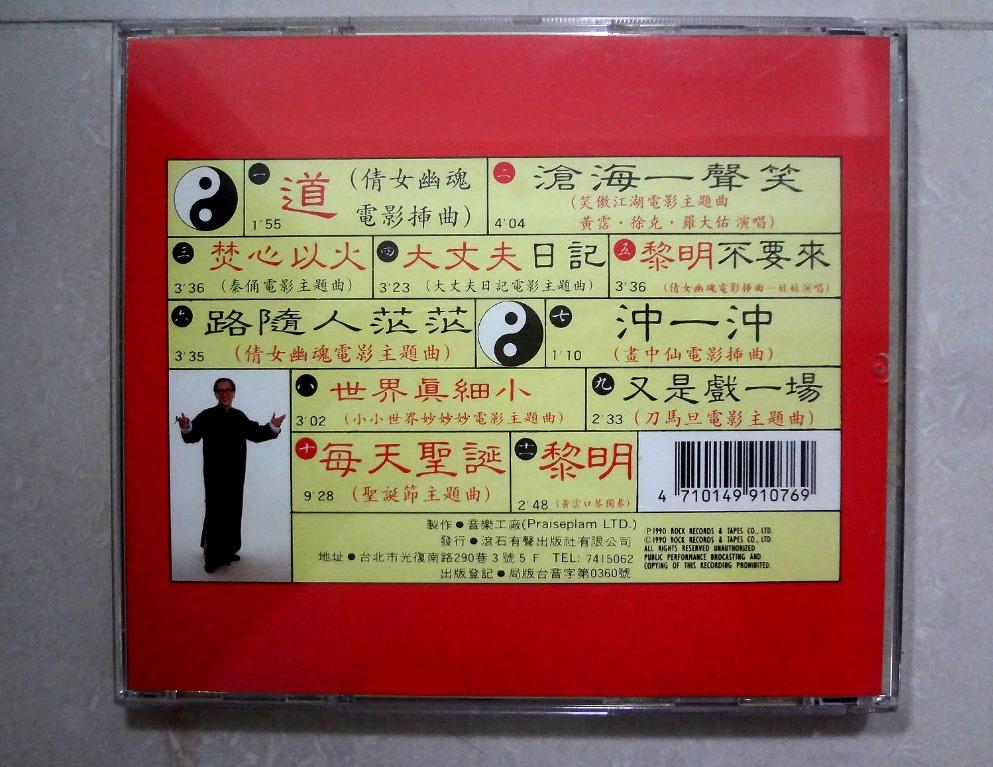 一 道 (倩女幽魂
電影挿曲)
1'55
二 滄海一聲笑
(笑傲江湖電影主題曲
黃霑·徐克·羅大佑演唱)
4'04
三 焚心以火
3'36 (秦俑電影主題曲)
四 大丈夫日記
3'23 (大丈夫日記電影主題曲)
五 黎明不要來
3'36 (倩女幽魂電影挿曲—娃娃演唱)
六 路隨人茫茫
3'35 (倩女幽魂電影主題曲)
七 沖一沖
1'10 (畫中仙電影挿曲)
八 世界真細小
3'02 (小小世界妙妙妙電影主題曲)
九 又是戲一場
2'33 (刀馬旦電影主題曲)
十 每天聖誕
9'28 (聖誕節主題曲)
十一 黎明
2'48 (黃霑口琴獨奏)
4 710149 910769
製作●音樂工廠(Praiseplam LTD.)
發行●滾石有聲出版社有限公司
地址●台北市光復南路290巷3號5F TEL: 7415062
出版登記●局版台音字第0360號
Ⓟ1990 ROCK RECORDS & TAPES CO., LTD.
©1990 ROCK RECORDS & TAPES CO., LTD.
ALL RIGHTS RESERVED UNAUTHORIZED
PUBLIC PERFORMANCE BROCASTING AND
COPYING OF THIS RECORDING PROHIBITED.